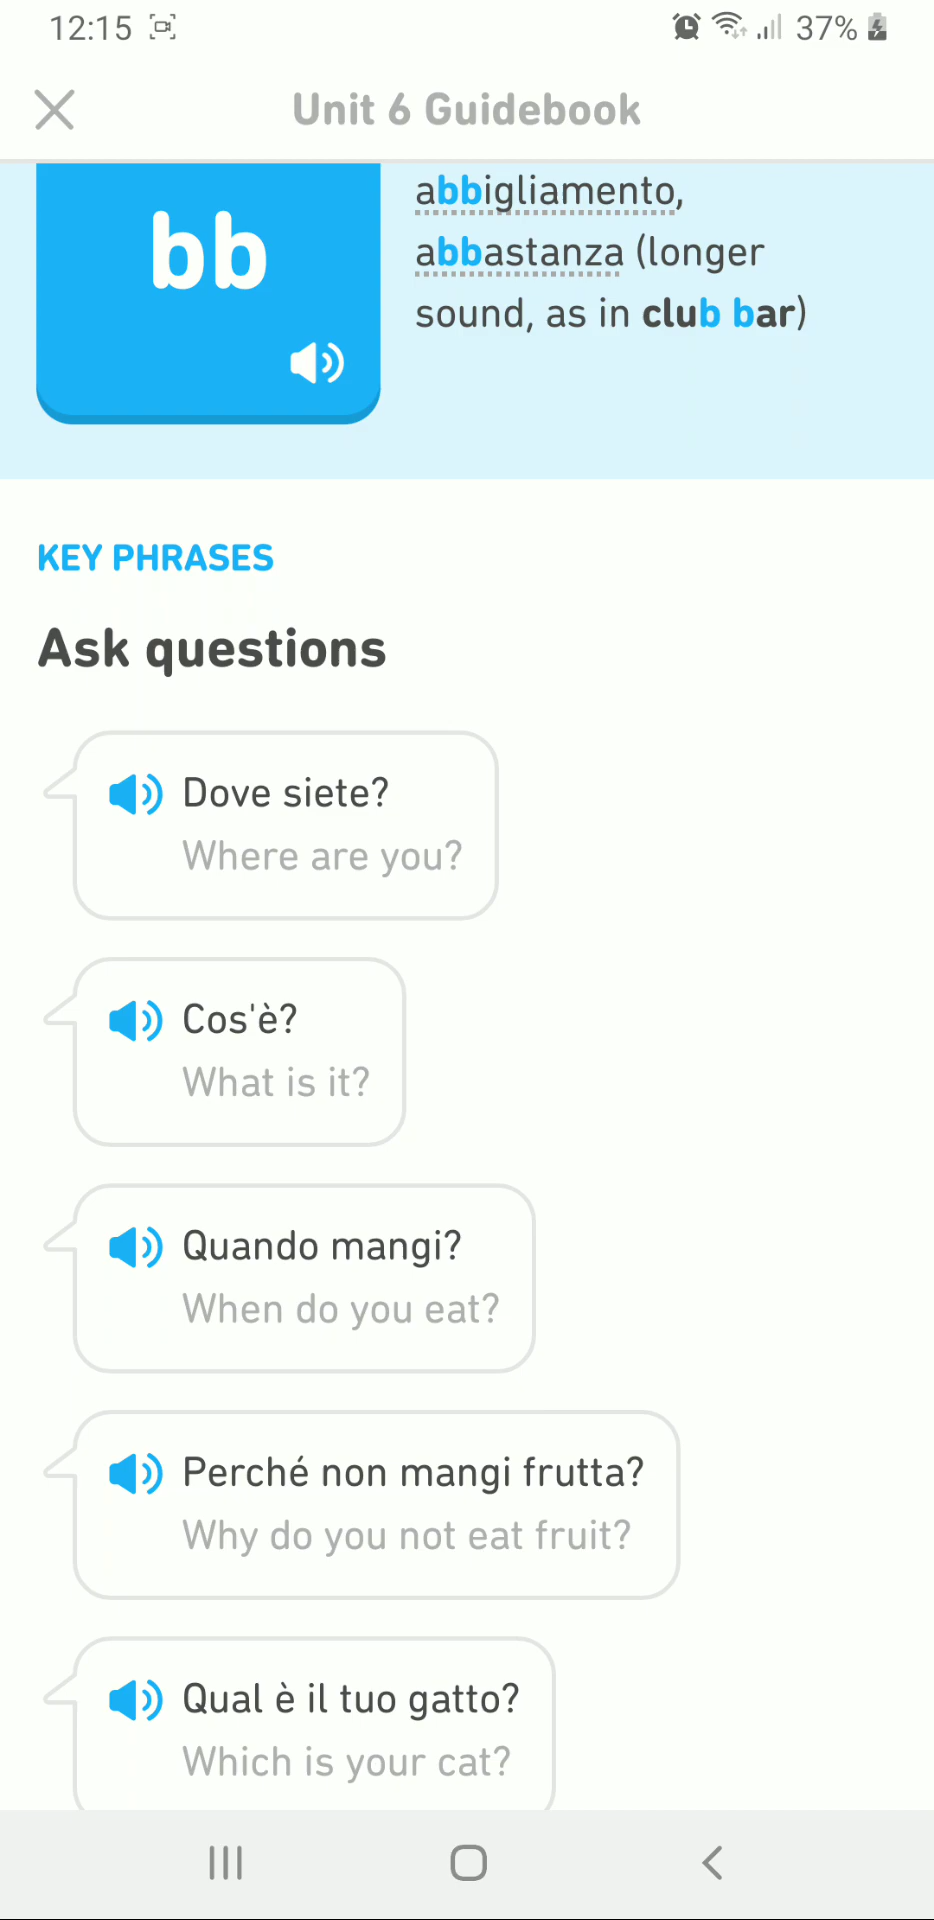 12:15
37%
Unit 6 Guidebook
bb
abbigliamento,
abbastanza (longer
sound, as in club bar)
KEY PHRASES
Ask questions
Dove siete?
Where are you?
Cos'è?
What is it?
Quando mangi?
When do you eat?
Perché non mangi frutta?
Why do you not eat fruit?
Qual è il tuo gatto?
Which is your cat?